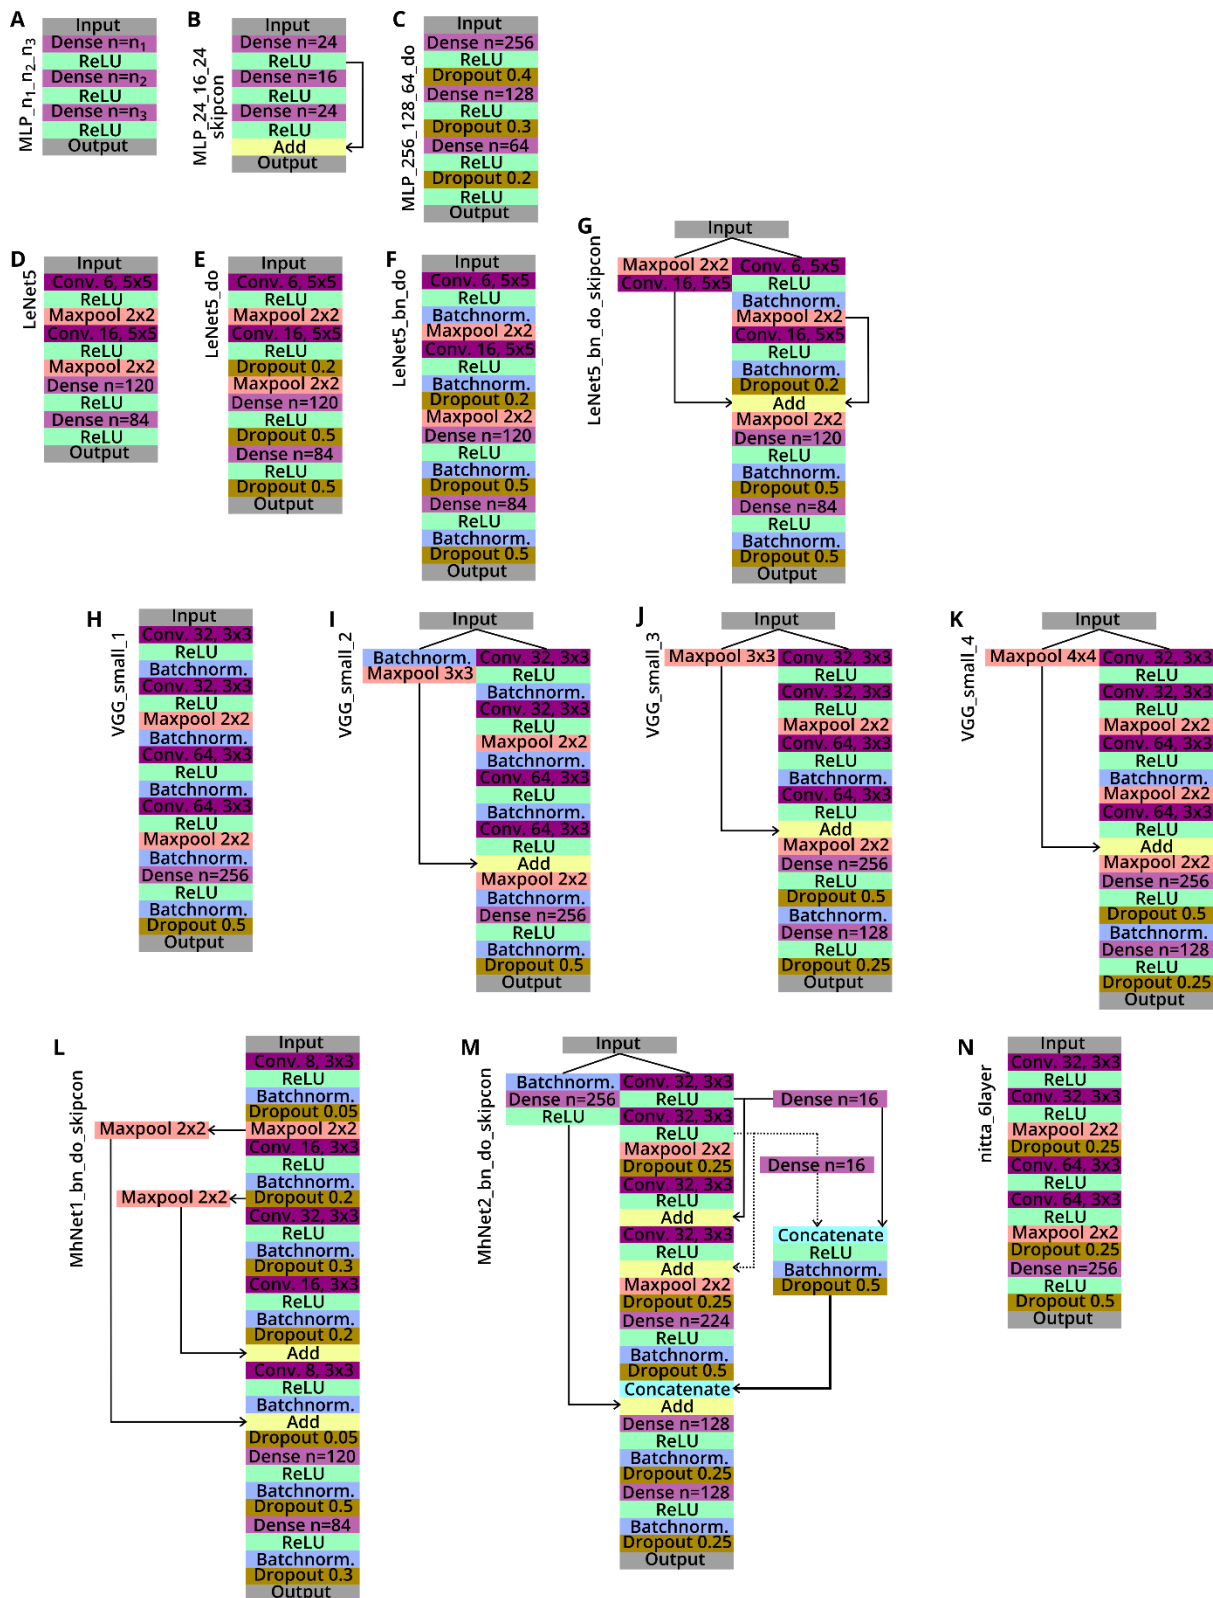 A
MLP_n1_n2_n3
Input
Dense n=n1
ReLU
Dense n=n2
ReLU
Dense n=n3
ReLU
Output
B
MLP_24_16_24
skipcon
Input
Dense n=24
ReLU
Dense n=16
ReLU
Dense n=24
ReLU
Add
Output
C
MLP_256_128_64_do
Input
Dense n=256
ReLU
Dropout 0.4
Dense n=128
ReLU
Dropout 0.3
Dense n=64
ReLU
Dropout 0.2
ReLU
Output
D
LeNet5
Input
Conv. 6, 5x5
ReLU
Maxpool 2x2
Conv. 16, 5x5
ReLU
Maxpool 2x2
Dense n=120
ReLU
Dense n=84
ReLU
Output
E
LeNet5_do
Input
Conv. 6, 5x5
ReLU
Maxpool 2x2
Conv. 16, 5x5
ReLU
Dropout 0.2
Maxpool 2x2
Dense n=120
ReLU
Dropout 0.5
Dense n=84
ReLU
Dropout 0.5
Output
F
LeNet5_bn_do
Input
Conv. 6, 5x5
ReLU
Batchnorm.
Maxpool 2x2
Conv. 16, 5x5
ReLU
Batchnorm.
Dropout 0.2
Maxpool 2x2
Dense n=120
ReLU
Batchnorm.
Dropout 0.5
Dense n=84
ReLU
Batchnorm.
Dropout 0.5
Output
G
LeNet5_bn_do_skipcon
Input
Maxpool 2x2
Conv. 16, 5x5
Conv. 6, 5x5
ReLU
Batchnorm.
Maxpool 2x2
Conv. 16, 5x5
ReLU
Batchnorm.
Dropout 0.2
Add
Maxpool 2x2
Dense n=120
ReLU
Batchnorm.
Dropout 0.5
Dense n=84
ReLU
Batchnorm.
Dropout 0.5
Output
H
VGG_small_1
Input
Conv. 32, 3x3
ReLU
Batchnorm.
Conv. 32, 3x3
ReLU
Maxpool 2x2
Batchnorm.
Conv. 64, 3x3
ReLU
Batchnorm.
Conv. 64, 3x3
ReLU
Maxpool 2x2
Batchnorm.
Dense n=256
ReLU
Batchnorm.
Dropout 0.5
Output
I
VGG_small_2
Input
Batchnorm.
Maxpool 3x3
Conv. 32, 3x3
ReLU
Batchnorm.
Conv. 32, 3x3
ReLU
Maxpool 2x2
Batchnorm.
Conv. 64, 3x3
ReLU
Batchnorm.
Conv. 64, 3x3
ReLU
Add
Maxpool 2x2
Batchnorm.
Dense n=256
ReLU
Batchnorm.
Dropout 0.5
Output
J
VGG_small_3
Input
Maxpool 3x3
Conv. 32, 3x3
ReLU
Conv. 32, 3x3
ReLU
Maxpool 2x2
Conv. 64, 3x3
ReLU
Batchnorm.
Conv. 64, 3x3
ReLU
Add
Maxpool 2x2
Dense n=256
ReLU
Dropout 0.5
Batchnorm.
Dense n=128
ReLU
Dropout 0.25
Output
K
VGG_small_4
Input
Maxpool 4x4
Conv. 32, 3x3
ReLU
Conv. 32, 3x3
ReLU
Maxpool 2x2
Conv. 64, 3x3
ReLU
Batchnorm.
Maxpool 2x2
Conv. 64, 3x3
ReLU
Add
Maxpool 2x2
Dense n=256
ReLU
Dropout 0.5
Batchnorm.
Dense n=128
ReLU
Dropout 0.25
Output
L
MhNet1_bn_do_skipcon
Input
Conv. 8, 3x3
ReLU
Batchnorm.
Dropout 0.05
Maxpool 2x2
Maxpool 2x2
Conv. 16, 3x3
ReLU
Batchnorm.
Maxpool 2x2
Dropout 0.2
Conv. 32, 3x3
ReLU
Batchnorm.
Dropout 0.3
Conv. 16, 3x3
ReLU
Batchnorm.
Dropout 0.2
Add
Conv. 8, 3x3
ReLU
Batchnorm.
Add
Dropout 0.05
Dense n=120
ReLU
Batchnorm.
Dropout 0.5
Dense n=84
ReLU
Batchnorm.
Dropout 0.3
Output
M
MhNet2_bn_do_skipcon
Input
Batchnorm.
Dense n=256
ReLU
Conv. 32, 3x3
ReLU
Conv. 32, 3x3
ReLU
Maxpool 2x2
Dropout 0.25
Conv. 32, 3x3
ReLU
Add
Conv. 32, 3x3
ReLU
Add
Maxpool 2x2
Dropout 0.25
Dense n=224
ReLU
Batchnorm.
Dropout 0.5
Concatenate
Add
Dense n=128
ReLU
Batchnorm.
Dropout 0.25
Dense n=128
ReLU
Batchnorm.
Dropout 0.25
Output
Dense n=16
Dense n=16
Concatenate
ReLU
Batchnorm.
Dropout 0.5
N
nitta_6layer
Input
Conv. 32, 3x3
ReLU
Conv. 32, 3x3
ReLU
Maxpool 2x2
Dropout 0.25
Conv. 64, 3x3
ReLU
Conv. 64, 3x3
ReLU
Maxpool 2x2
Dropout 0.25
Dense n=256
ReLU
Dropout 0.5
Output